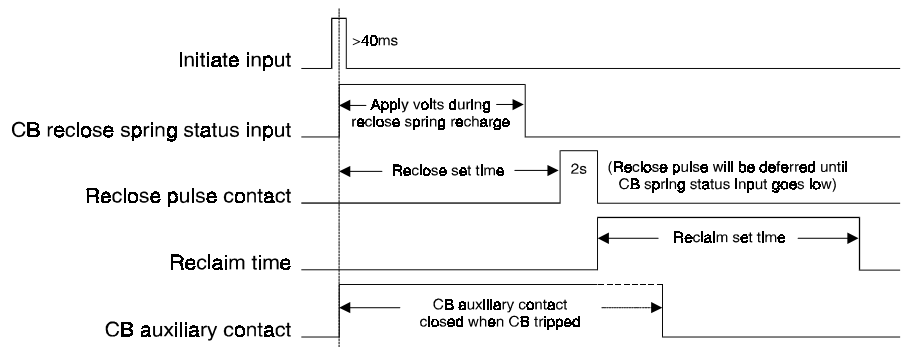 Initiate input
>40ms
CB reclose spring status input
Apply volts during
reclose spring recharge
Reclose pulse contact
Reclose set time
2s
(Reclose pulse will be deferred until
CB spring status input goes low)
Reclaim time
Reclaim set time
CB auxiliary contact
CB auxiliary contact
closed when CB tripped